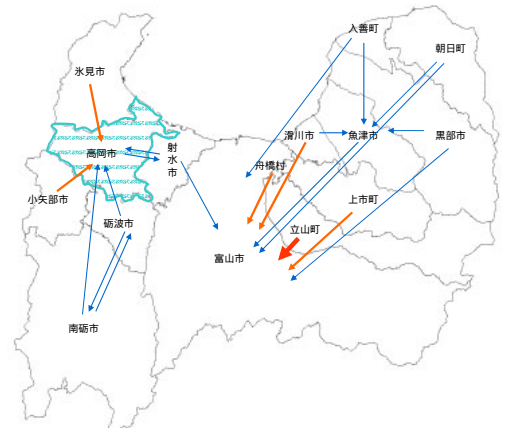 入善町
朝日町
氷見市
滑川市
魚津市
黒部市
高岡市
射
水
市
舟橋村
小矢部市
上市町
砺波市
立山町
富山市
南砺市